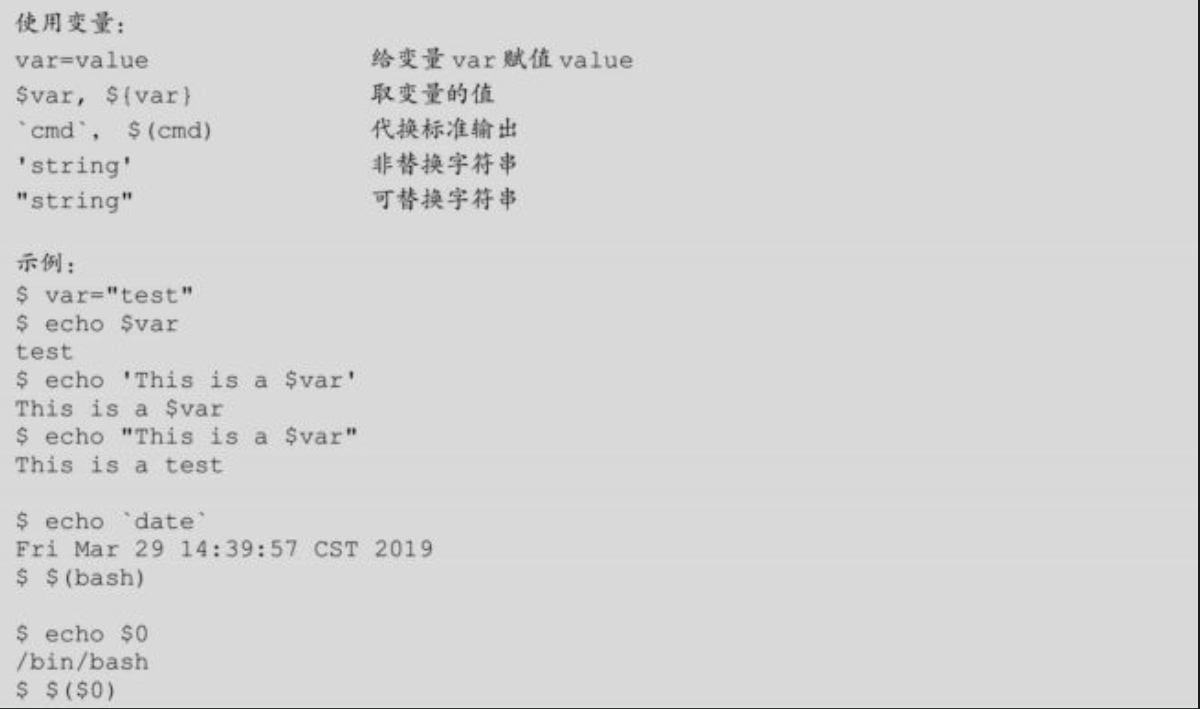 使用变量：
var=value 给变量 var 赋值 value
$var, ${var} 取变量的值
`cmd`, $(cmd) 代换标准输出
'string' 非替换字符串
"string" 可替换字符串
示例：
$ var="test"
$ echo $var
test
$ echo 'This is a $var'
This is a $var
$ echo "This is a $var"
This is a test
$ echo `date`
Fri Mar 29 14:39:57 CST 2019
$ $(bash)
$ echo $0
/bin/bash
$ $($0)